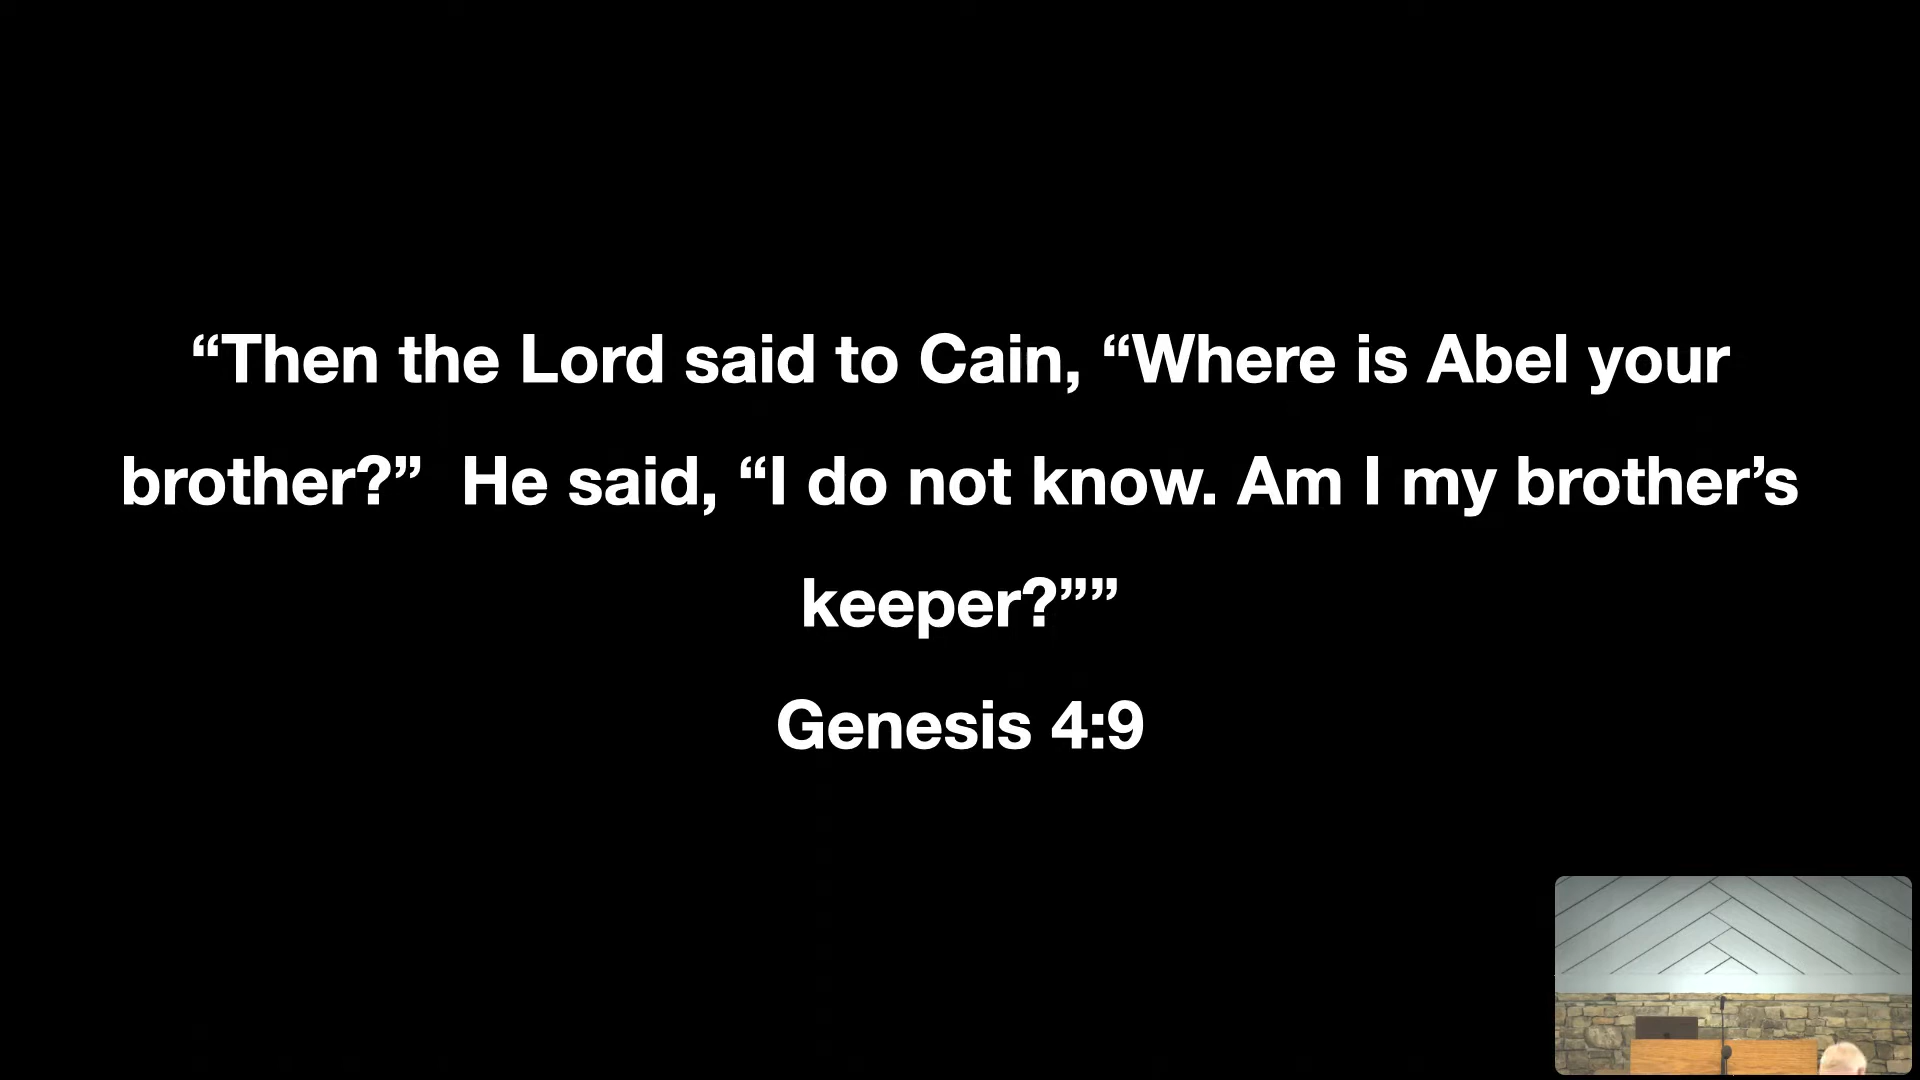 “Then the Lord said to Cain, “Where is Abel your
brother?”  He said, “I do not know. Am I my brother’s
keeper?””
Genesis 4:9